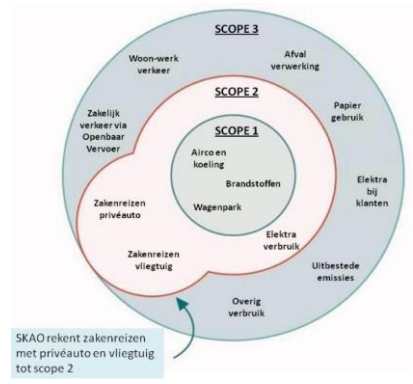 SCOPE 3
Woon-werk
verkeer
Afval
verwerking
Zakelijk
verkeer via
Openbaar
Vervoer
SCOPE 2
Papier
gebruik
SCOPE 1
Airco en
koeling
Brandstoffen
Wagenpark
Elektra
bij
klanten
Zakenreizen
privéauto
Zakenreizen
vliegtuig
Elektra
verbruik
Uitbestede
emissies
Overig
verbruik
SKAO rekent zakenreizen
met privéauto en vliegtuig
tot scope 2